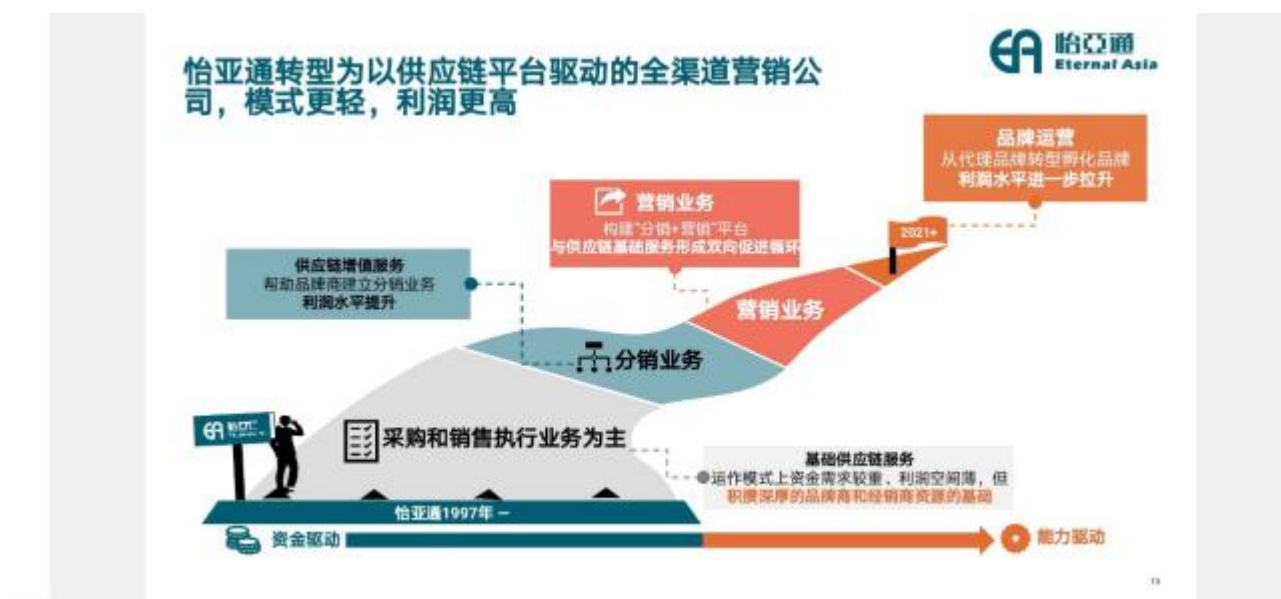 怡亚通转型为以供应链平台驱动的全渠道营销公
司，模式更轻，利润更高
怡亞通
Eternal Asia
品牌运营
从代理品牌转型孵化品牌
利润水平进一步拉升
营销业务
构建“分销+营销”平台
与供应链基础服务形成双向促进循环
2021+
供应链增值服务
帮助品牌商建立分销业务
利润水平提升
营销业务
分销业务
采购和销售执行业务为主
基础供应链服务
运作模式上资金需求较重、利润空间薄，但
积攒深厚的品牌商和经销商资源的基础
怡亚通1997年 –
资金驱动
能力驱动